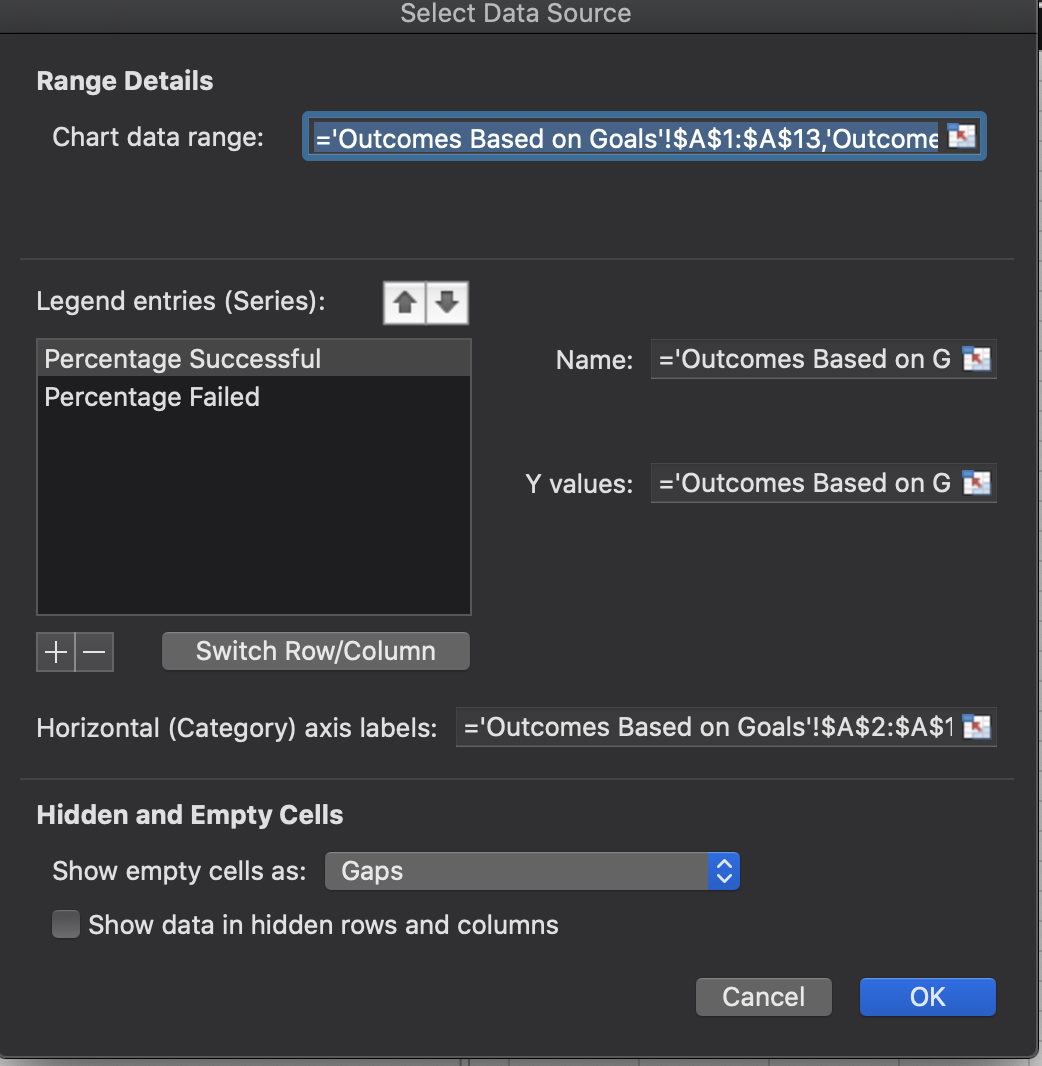 Select Data Source
Range Details
Chart data range: ='Outcomes Based on Goals'!$A$1:$A$13,'Outcome
Legend entries (Series):
Percentage Successful
Percentage Failed
Name: ='Outcomes Based on G
Y values: ='Outcomes Based on G
Switch Row/Column
Horizontal (Category) axis labels: ='Outcomes Based on Goals'!$A$2:$A$1
Hidden and Empty Cells
Show empty cells as: Gaps
Show data in hidden rows and columns
Cancel OK